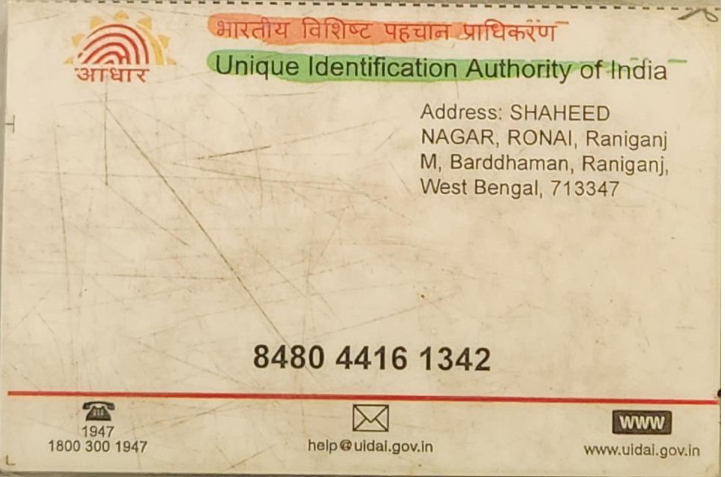 आधार
भारतीय विशिष्ट पहचान प्राधिकरण
Unique Identification Authority of India
Address: SHAHEED
NAGAR, RONAI, Raniganj
M, Barddhaman, Raniganj,
West Bengal, 713347
8480 4416 1342
1947
1800 300 1947
help@uidai.gov.in
WWW
www.uidai.gov.in